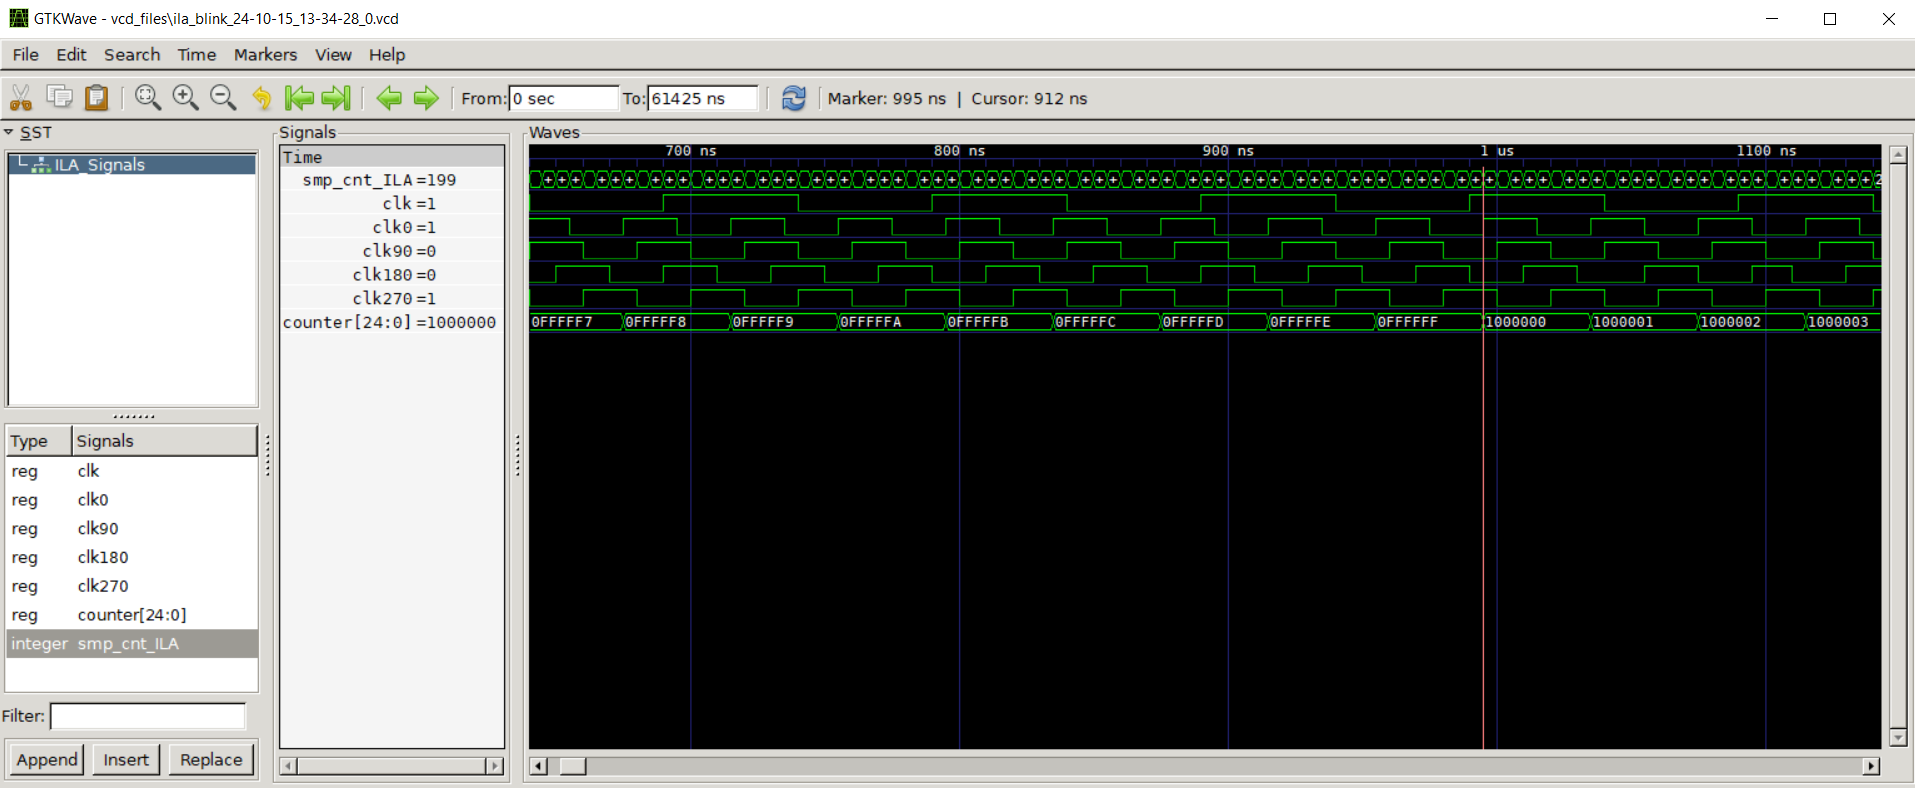 GTKWave - vcd_files\ila_blink_24-10-15_13-34-28_0.vcd
File Edit Search Time Markers View Help
From: 0 sec To: 61425 ns Marker: 995 ns | Cursor: 912 ns
SST
ILA_Signals
Type Signals
reg clk
reg clk0
reg clk90
reg clk180
reg clk270
reg counter[24:0]
integer smp_cnt_ILA
Filter:
Append Insert Replace
Signals
Time
smp_cnt_ILA =199
clk =1
clk0 =1
clk90 =0
clk180 =0
clk270 =1
counter[24:0] =1000000
Waves
700 ns 800 ns 900 ns 1 us 1100 ns
0FFFFF7 0FFFFF8 0FFFFF9 0FFFFFA 0FFFFFB 0FFFFFC 0FFFFFD 0FFFFFE 0FFFFFF 1000000 1000001 1000002 1000003